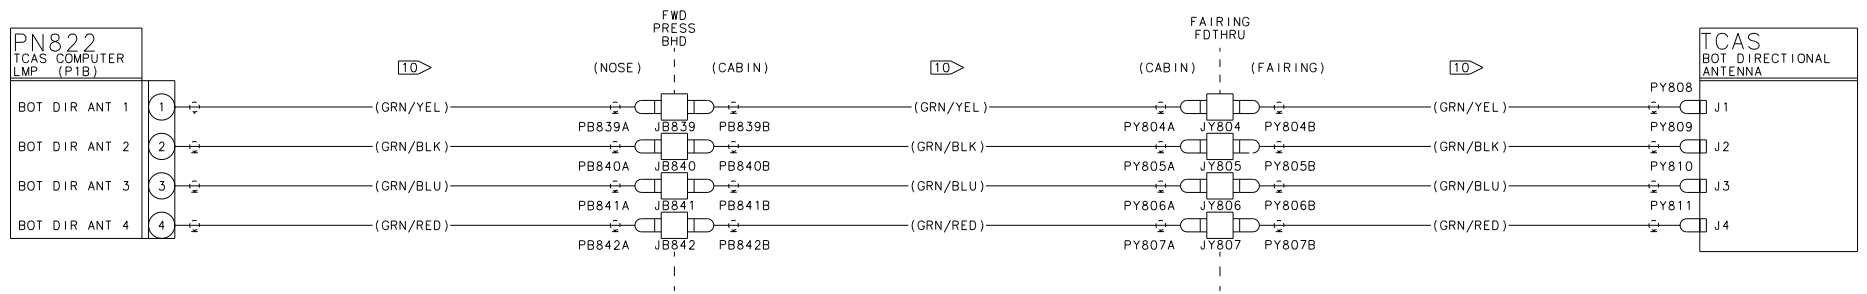 FWD
PRESS
BHD
FAIRING
FDTHRU
PN822
TCAS COMPUTER
LMP (P1B)
10
(NOSE)
(CABIN)
10
(CABIN)
(FAIRING)
10
TCAS
BOT DIRECTIONAL
ANTENNA
BOT DIR ANT 1
1
(GRN/YEL)
PB839A
JB839
PB839B
(GRN/YEL)
PY804A
JY804
PY804B
(GRN/YEL)
PY808
J1
BOT DIR ANT 2
2
(GRN/BLK)
PB840A
JB840
PB840B
(GRN/BLK)
PY805A
JY805
PY805B
(GRN/BLK)
PY809
J2
BOT DIR ANT 3
3
(GRN/BLU)
PB841A
JB841
PB841B
(GRN/BLU)
PY806A
JY806
PY806B
(GRN/BLU)
PY810
J3
BOT DIR ANT 4
4
(GRN/RED)
PB842A
JB842
PB842B
(GRN/RED)
PY807A
JY807
PY807B
(GRN/RED)
PY811
J4